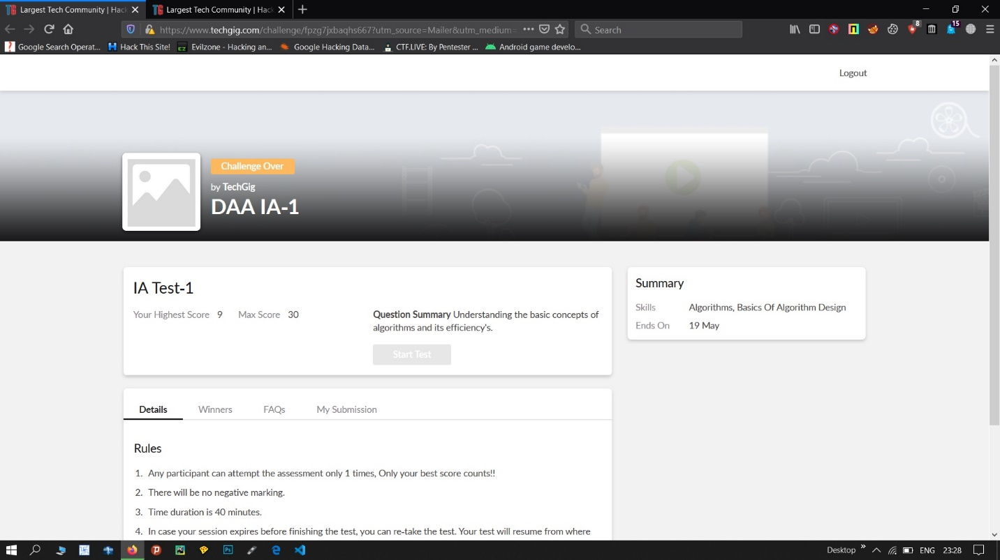 Largest Tech Community | Hack
Largest Tech Community | Hack
https://www.techgig.com/challenge/fpzg7jxbaqhs667?utm_source=Mailer&utm_medium=
Search
8
15
Google Search Operat...
Hack This Site!
Evilzone - Hacking an...
Google Hacking Data...
CTF.LIVE: By Pentester ...
Android game develo...
Logout
Challenge Over
by TechGig
DAA IA-1
IA Test-1
Your Highest Score 9 Max Score 30
Question Summary Understanding the basic concepts of
algorithms and its efficiency's.
Start Test
Summary
Skills Algorithms, Basics Of Algorithm Design
Ends On 19 May
Details Winners FAQs My Submission
Rules
1. Any participant can attempt the assessment only 1 times, Only your best score counts!!
2. There will be no negative marking.
3. Time duration is 40 minutes.
4. In case your session expires before finishing the test, you can re-take the test. Your test will resume from where
Desktop ENG 23:28